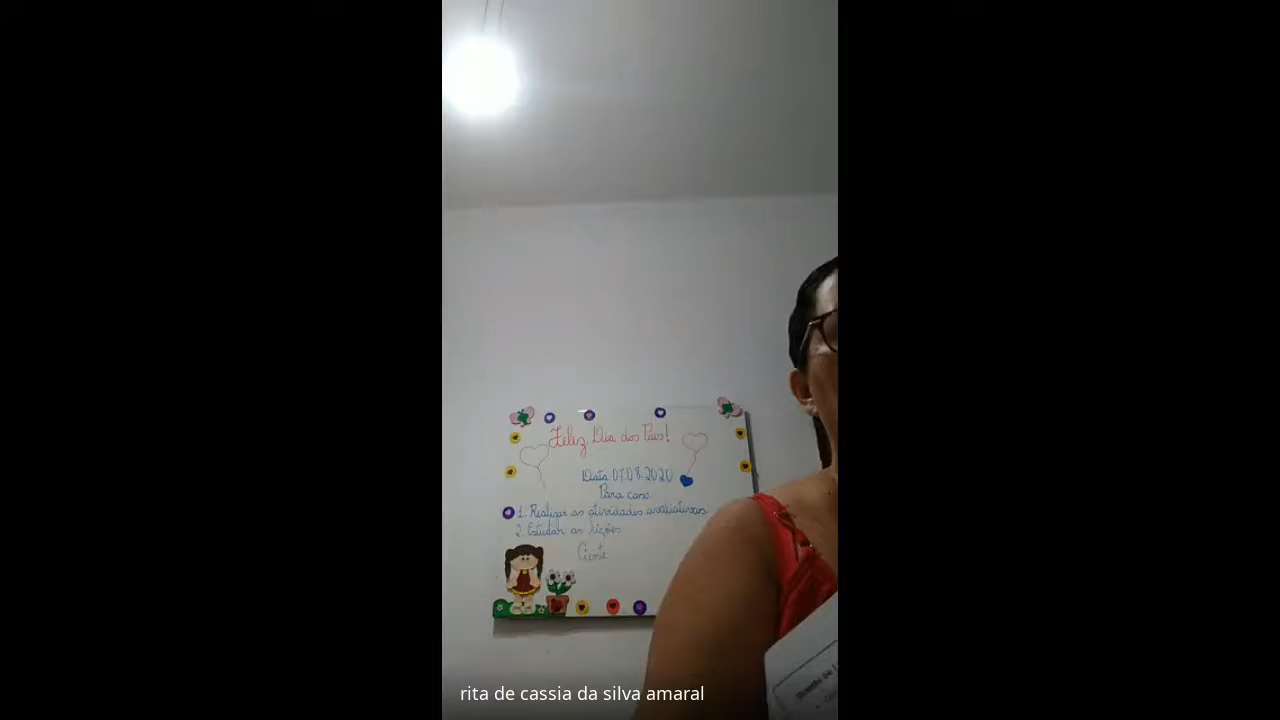 Feliz Dia dos Pais!
Data 07.08.2020
Para casa
1. Realizar as atividades avaliativas.
2. Estudar as lições
Ciente
rita de cassia da silva amaral